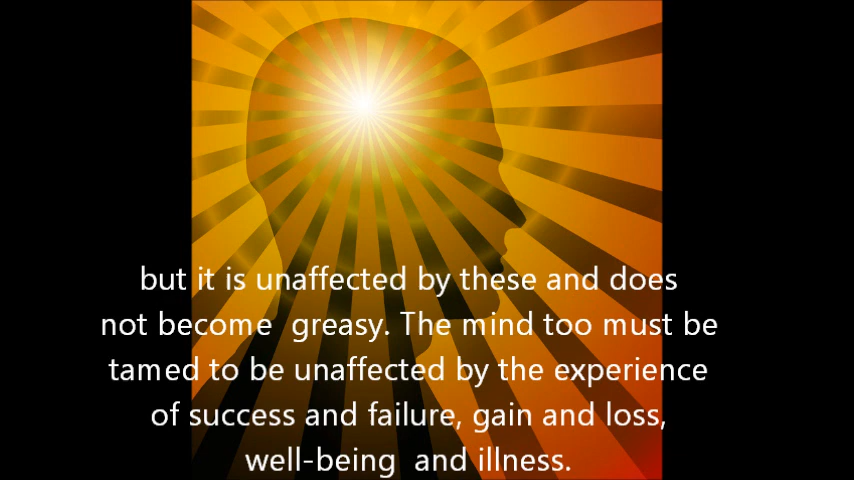 but it is unaffected by these and does
not become  greasy. The mind too must be
tamed to be unaffected by the experience
of success and failure, gain and loss,
well-being  and illness.